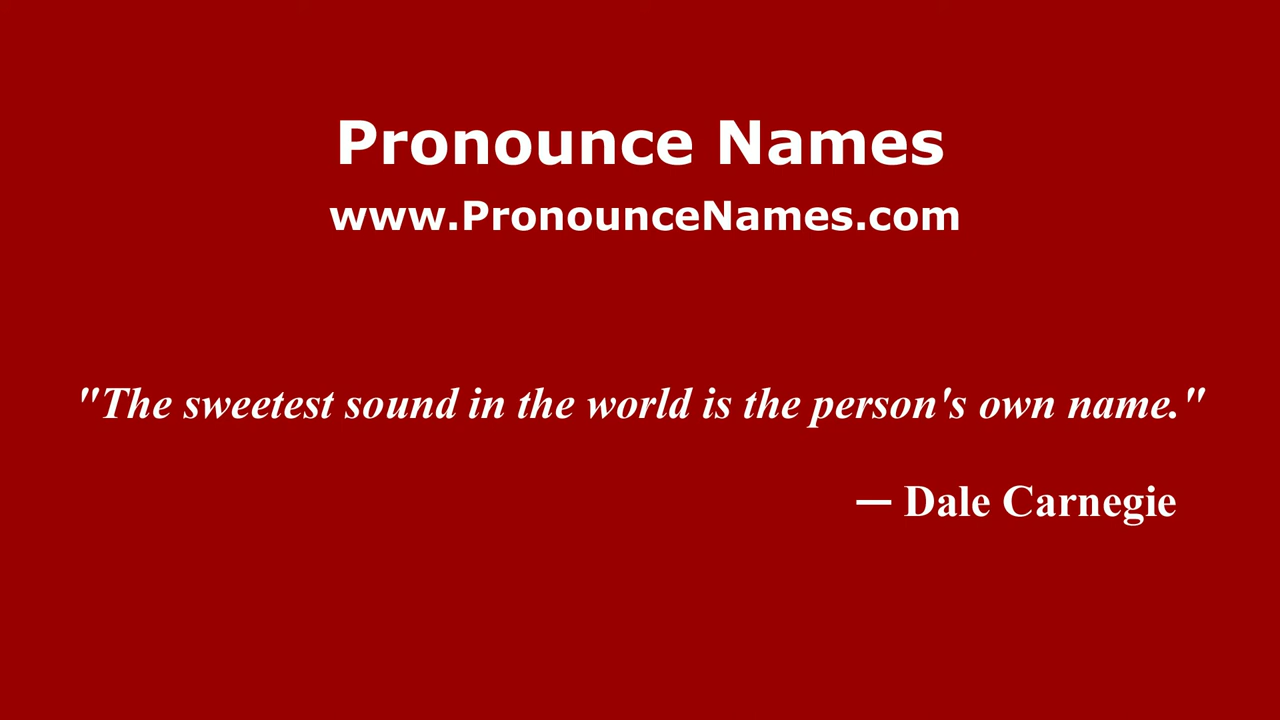 Pronounce Names
www.PronounceNames.com
"The sweetest sound in the world is the person's own name."
— Dale Carnegie